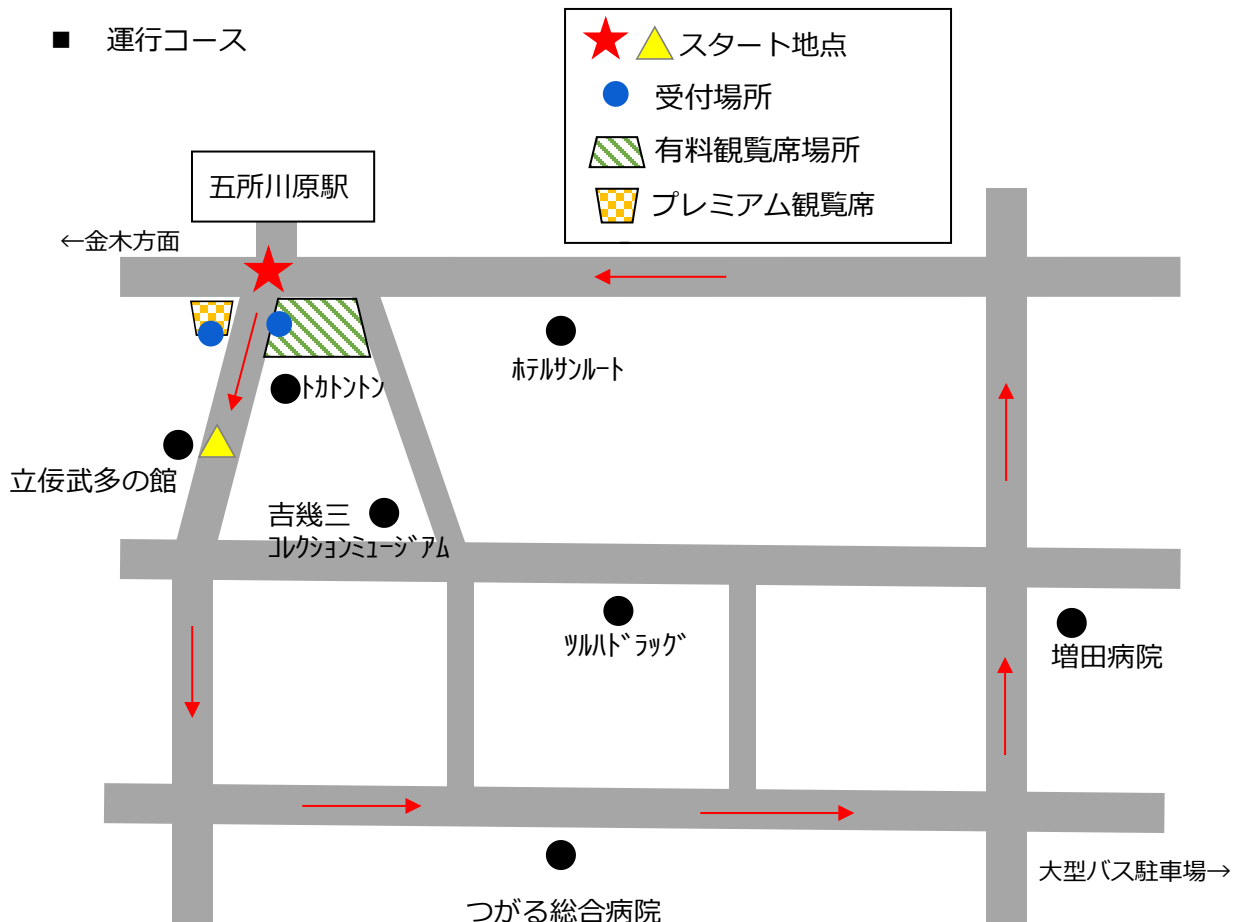 ■ 運行コース
スタート地点
受付場所
有料観覧席場所
プレミアム観覧席
五所川原駅
←金木方面
ﾎﾃﾙｻﾝﾙｰﾄ
ﾄｶﾄﾝﾄﾝ
立佞武多の館
吉幾三
ｺﾚｸｼｮﾝﾐｭｰｼﾞｱﾑ
ﾂﾙﾊﾄﾞﾗｯｸﾞ
増田病院
大型バス駐車場→
つがる総合病院